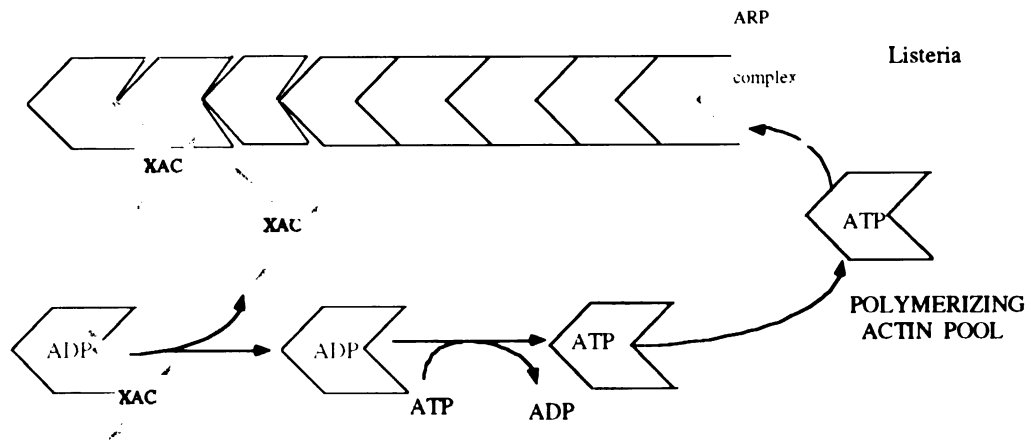 ARP
Listeria
complex
XAC
XAC
ATP
POLYMERIZING
ACTIN POOL
ADP
ADP
ATP
XAC
ATP
ADP